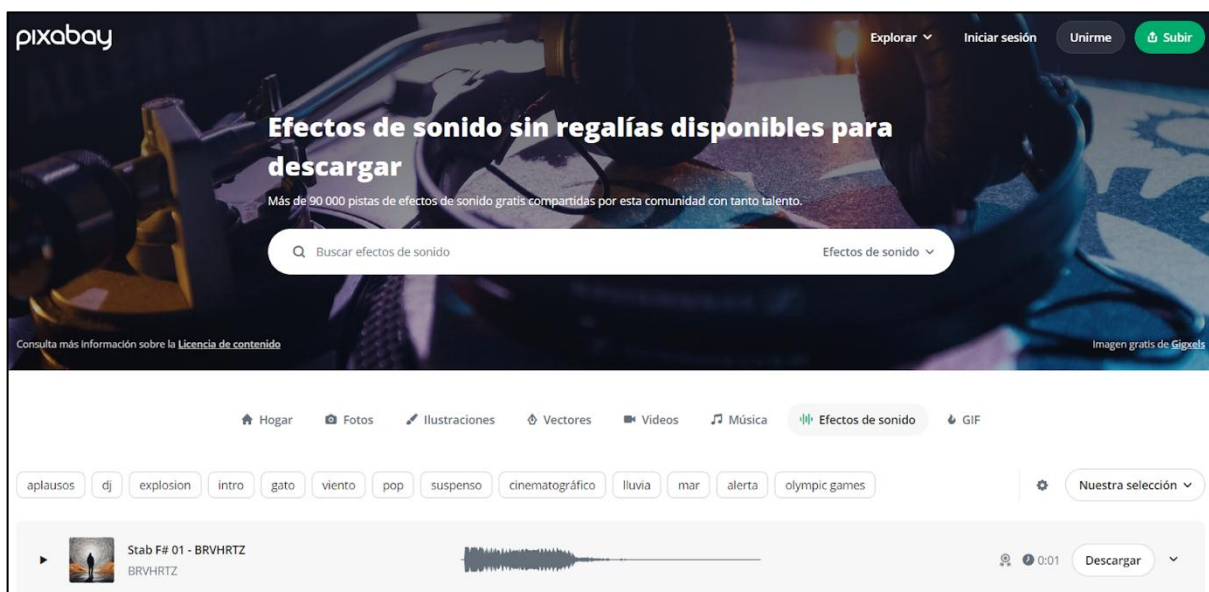 pixabay
Explorar
Iniciar sesión
Unirme
Subir
Efectos de sonido sin regalías disponibles para
descargar
Más de 90 000 pistas de efectos de sonido gratis compartidas por esta comunidad con tanto talento.
Buscar efectos de sonido
Efectos de sonido
Consulta más información sobre la Licencia de contenido
Imagen gratis de Gigxels
Hogar
Fotos
Ilustraciones
Vectores
Videos
Música
Efectos de sonido
GIF
aplausos
dj
explosion
intro
gato
viento
pop
suspenso
cinematográfico
lluvia
mar
alerta
olympic games
Nuestra selección
Stab F# 01 - BRVHRTZ
BRVHRTZ
0:01
Descargar